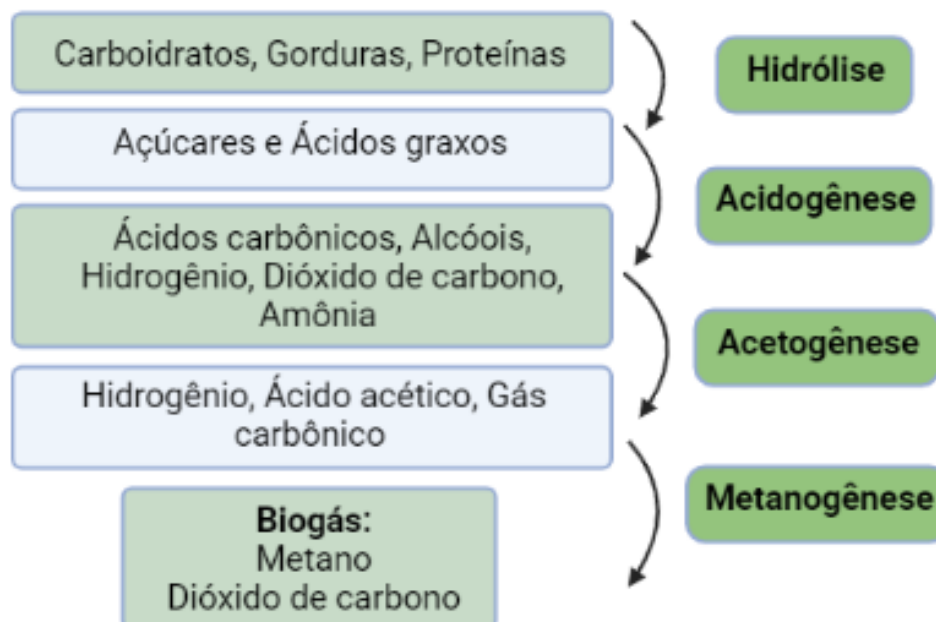 Carboidratos, Gorduras, Proteínas
Hidrólise
Açúcares e Ácidos graxos
Acidogênese
Ácidos carbônicos, Alcóois,
Hidrogênio, Dióxido de carbono,
Amônia
Acetogênese
Hidrogênio, Ácido acético, Gás
carbônico
Metanogênese
Biogás:
Metano
Dióxido de carbono